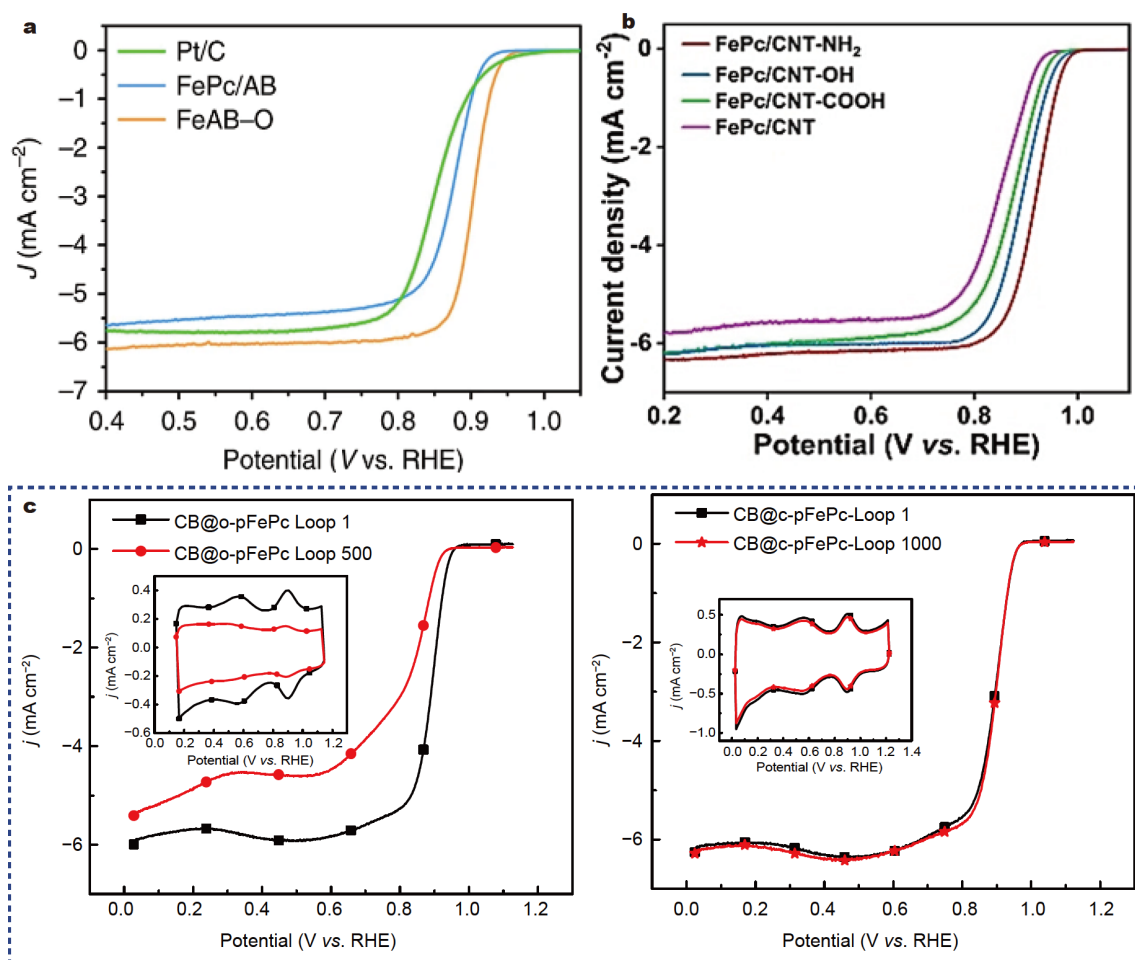 a
Pt/C
FePc/AB
FeAB–O
0
−1
−2
−3
−4
−5
−6
−7
J (mA cm⁻²)
0.4 0.5 0.6 0.7 0.8 0.9 1.0
Potential (V vs. RHE)
b
FePc/CNT-NH₂
FePc/CNT-OH
FePc/CNT-COOH
FePc/CNT
0
-2
-4
-6
Current density (mA cm⁻²)
0.2 0.4 0.6 0.8 1.0
Potential (V vs. RHE)
c
CB@o-pFePc Loop 1
CB@o-pFePc Loop 500
0
−2
−4
−6
j (mA cm⁻²)
0.0 0.2 0.4 0.6 0.8 1.0 1.2
Potential (V vs. RHE)
0.4
0.2
0.0
−0.2
−0.4
−0.6
j (mA cm⁻²)
0.0 0.2 0.4 0.6 0.8 1.0 1.2
Potential (V vs. RHE)
CB@c-pFePc-Loop 1
CB@c-pFePc-Loop 1000
0
−2
−4
−6
j (mA cm⁻²)
0.0 0.2 0.4 0.6 0.8 1.0 1.2
Potential (V vs. RHE)
0.5
0.0
−0.5
−1.0
j (mA cm⁻²)
0.0 0.2 0.4 0.6 0.8 1.0 1.2 1.4
Potential (V vs. RHE)